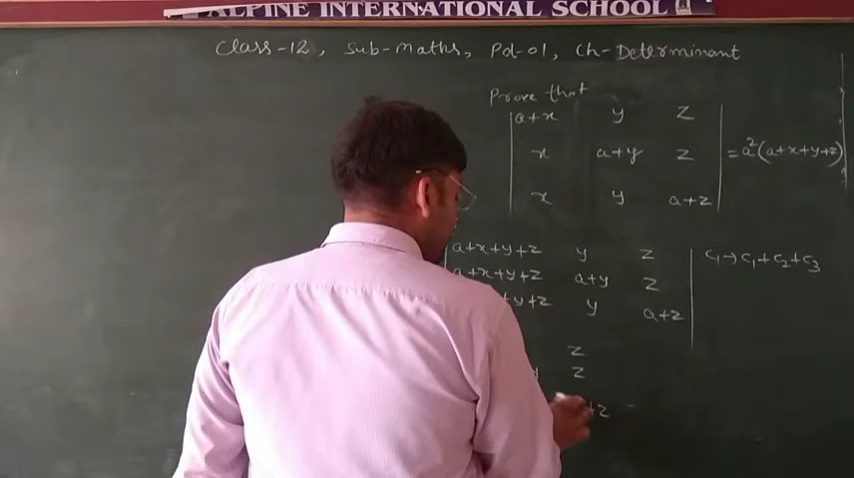 ALPINE INTERNATIONAL SCHOOL
Class-12, Sub-Maths, Pd-01, Ch-Determinant
Prove that
a+x y z
x a+y z = a²(a+x+y+z)
x y a+z
a+x+y+z y z C₁→C₁+C₂+C₃
a+x+y+z a+y z
+y+z y a+z
z
z
+z